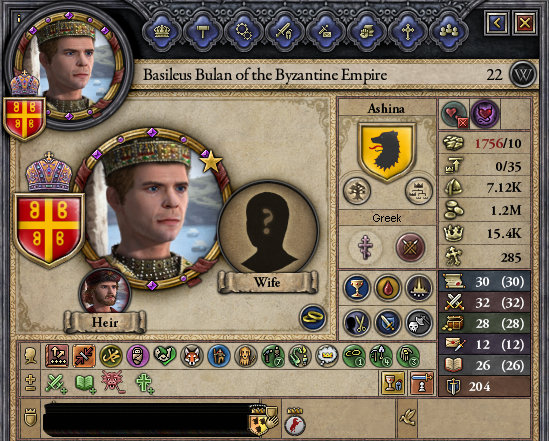 Basileus Bulan of the Byzantine Empire
22
W
Ashina
Greek
Wife
Heir
1756/10
0/35
7.12K
1.2M
15.4K
285
30 (30)
32 (32)
28 (28)
12 (12)
26 (26)
204